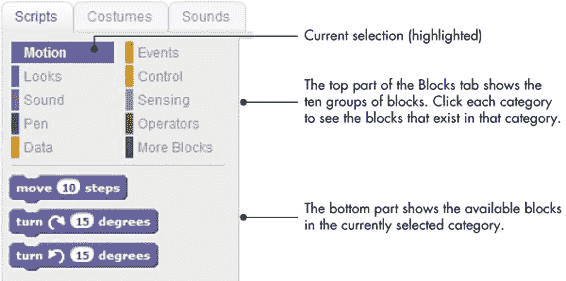 Scripts Costumes Sounds
Motion Events
Looks Control
Sound Sensing
Pen Operators
Data More Blocks
move 10 steps
turn 15 degrees
turn 15 degrees
Current selection (highlighted)
The top part of the Blocks tab shows the
ten groups of blocks. Click each category
to see the blocks that exist in that category.
The bottom part shows the available blocks
in the currently selected category.